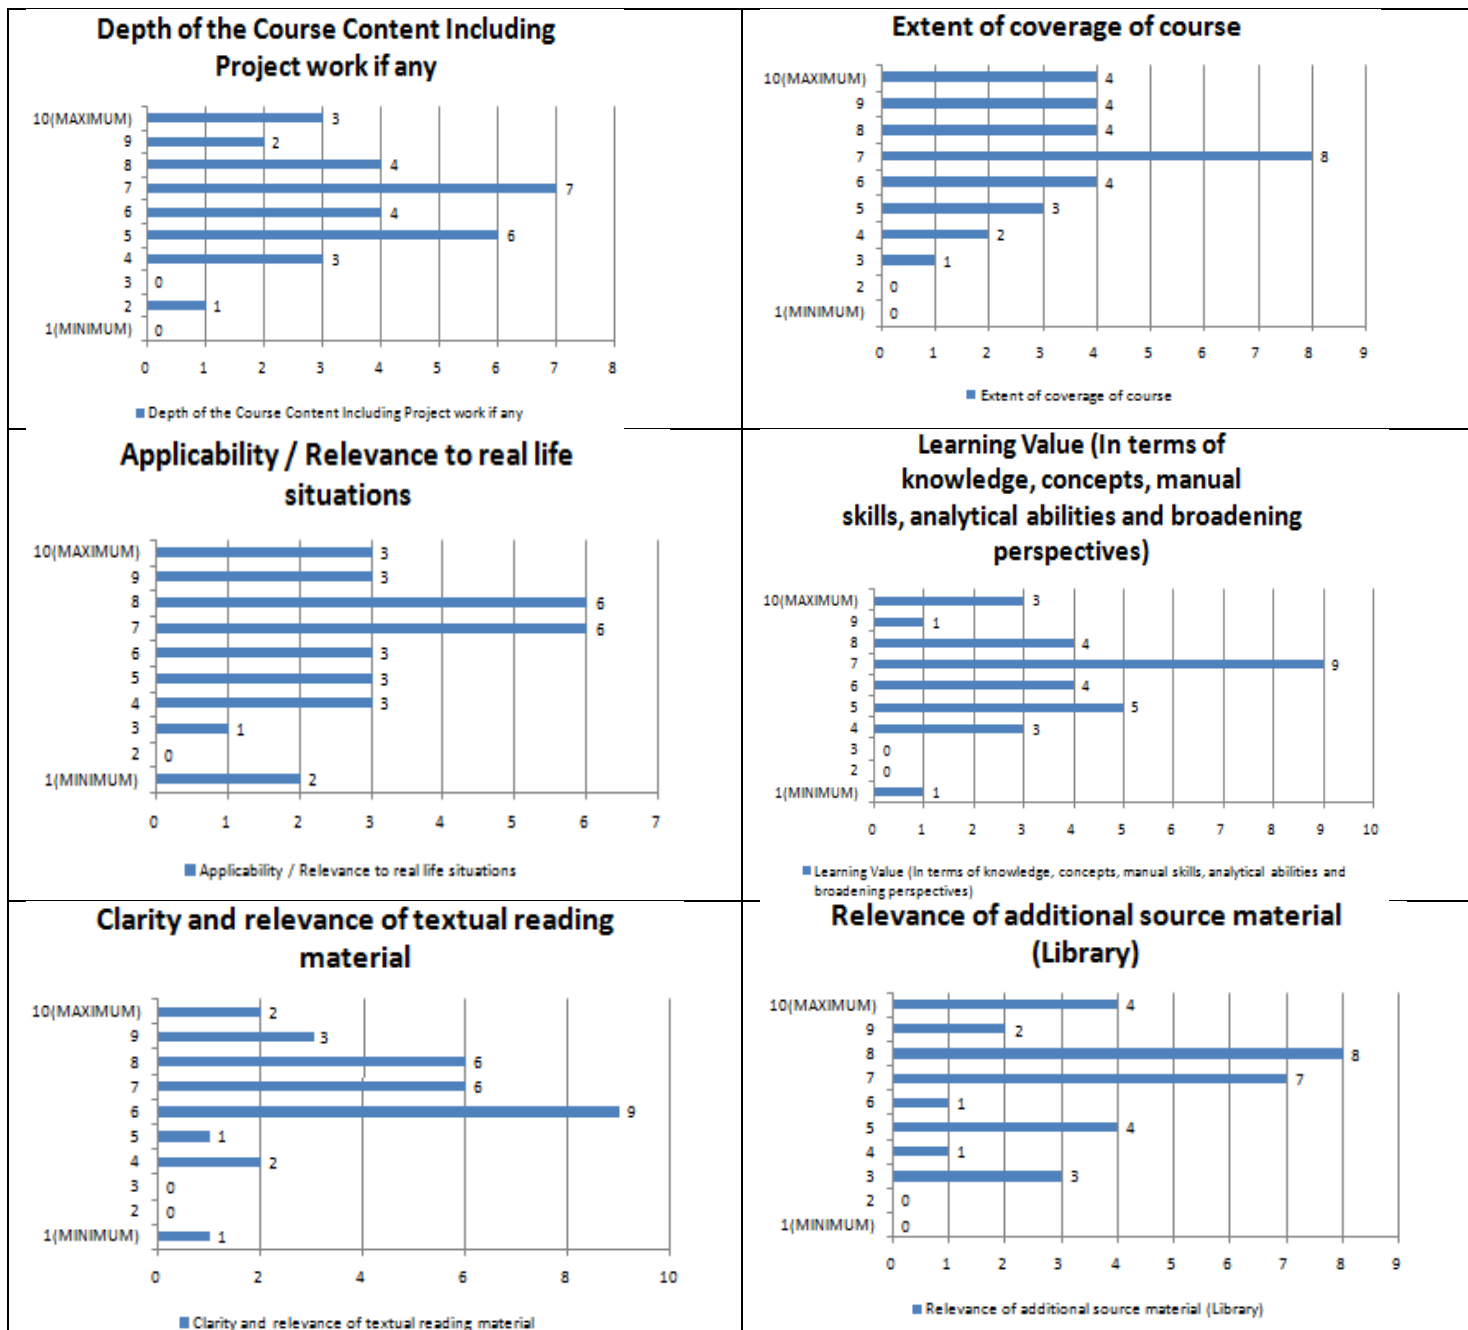 Depth of the Course Content Including
Project work if any
10(MAXIMUM) 3
9 2
8 4
7 7
6 4
5 6
4 3
3 0
2 1
1(MINIMUM) 0
0 1 2 3 4 5 6 7 8
Depth of the Course Content Including Project work if any
Extent of coverage of course
10(MAXIMUM) 4
9 4
8 4
7 8
6 4
5 3
4 2
3 1
2 0
1(MINIMUM) 0
0 1 2 3 4 5 6 7 8 9
Extent of coverage of course
Applicability / Relevance to real life
situations
10(MAXIMUM) 3
9 3
8 6
7 6
6 3
5 3
4 3
3 1
2 0
1(MINIMUM) 2
0 1 2 3 4 5 6 7
Applicability / Relevance to real life situations
Learning Value (In terms of
knowledge, concepts, manual
skills, analytical abilities and broadening
perspectives)
10(MAXIMUM) 3
9 1
8 4
7 9
6 4
5 5
4 3
3 0
2 0
1(MINIMUM) 1
0 1 2 3 4 5 6 7 8 9 10
Learning Value (In terms of knowledge, concepts, manual skills, analytical abilities and
broadening perspectives)
Clarity and relevance of textual reading
material
10(MAXIMUM) 2
9 3
8 6
7 6
6 9
5 1
4 2
3 0
2 0
1(MINIMUM) 1
0 2 4 6 8 10
Clarity and relevance of textual reading material
Relevance of additional source material
(Library)
10(MAXIMUM) 4
9 2
8 8
7 7
6 1
5 4
4 1
3 3
2 0
1(MINIMUM) 0
0 1 2 3 4 5 6 7 8 9
Relevance of additional source material (Library)